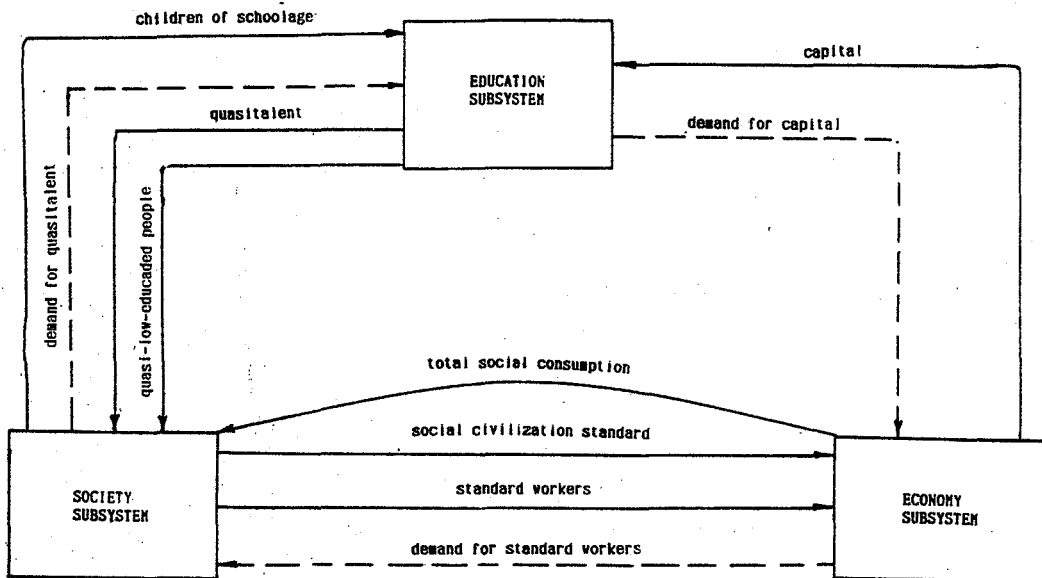 children of schoolage
capital
EDUCATION
SUBSYSTEM
quasitalent
demand for capital
demand for quasitalent
quasi-low-educaded people
total social consumption
social civilization standard
SOCIETY
SUBSYSTEM
standard workers
ECONOMY
SUBSYSTEM
demand for standard workers